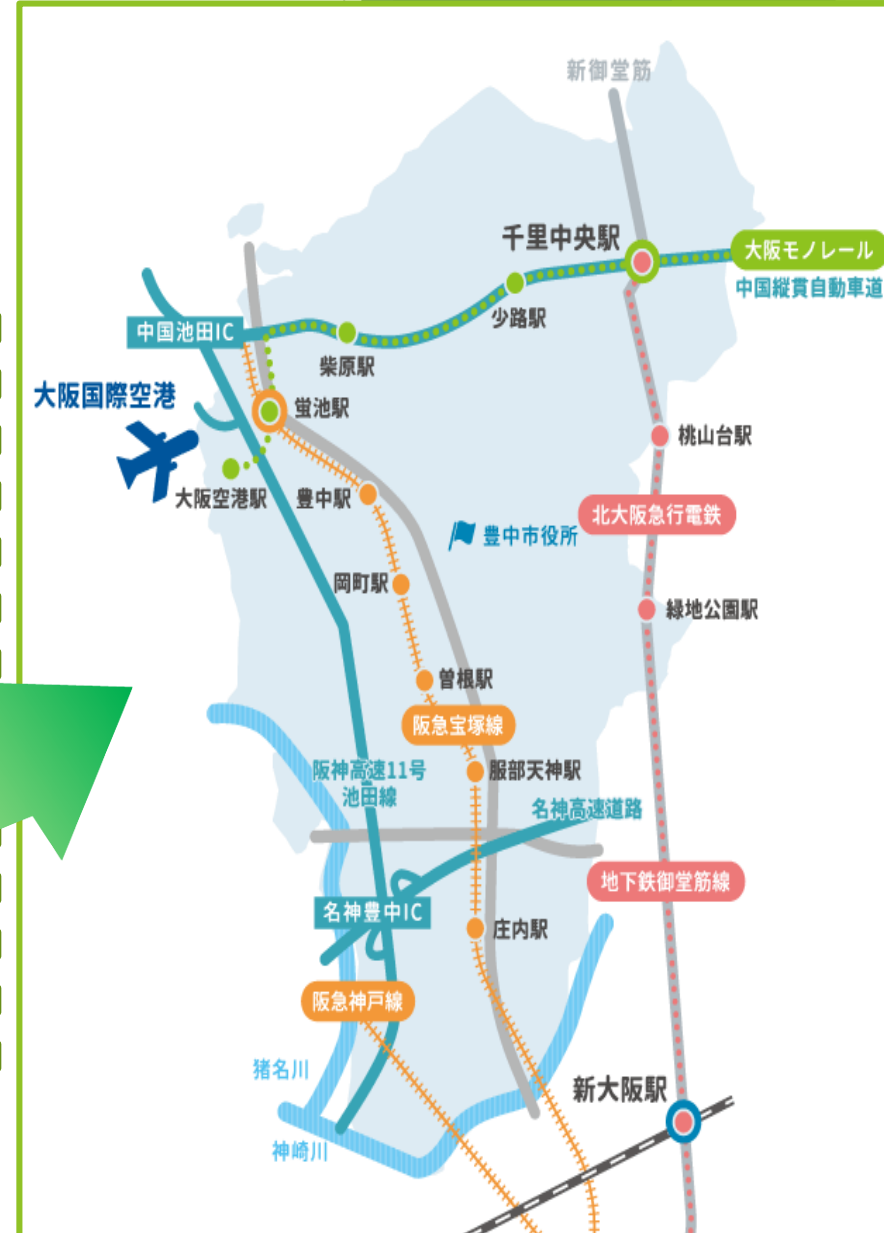 新御堂筋
千里中央駅
大阪モノレール
中国縦貫自動車道
少路駅
中国池田IC
柴原駅
大阪国際空港
蛍池駅
桃山台駅
大阪空港駅
豊中駅
北大阪急行電鉄
豊中市役所
岡町駅
緑地公園駅
曽根駅
阪急宝塚線
阪神高速11号
池田線
服部天神駅
名神高速道路
地下鉄御堂筋線
名神豊中IC
庄内駅
阪急神戸線
猪名川
新大阪駅
神崎川